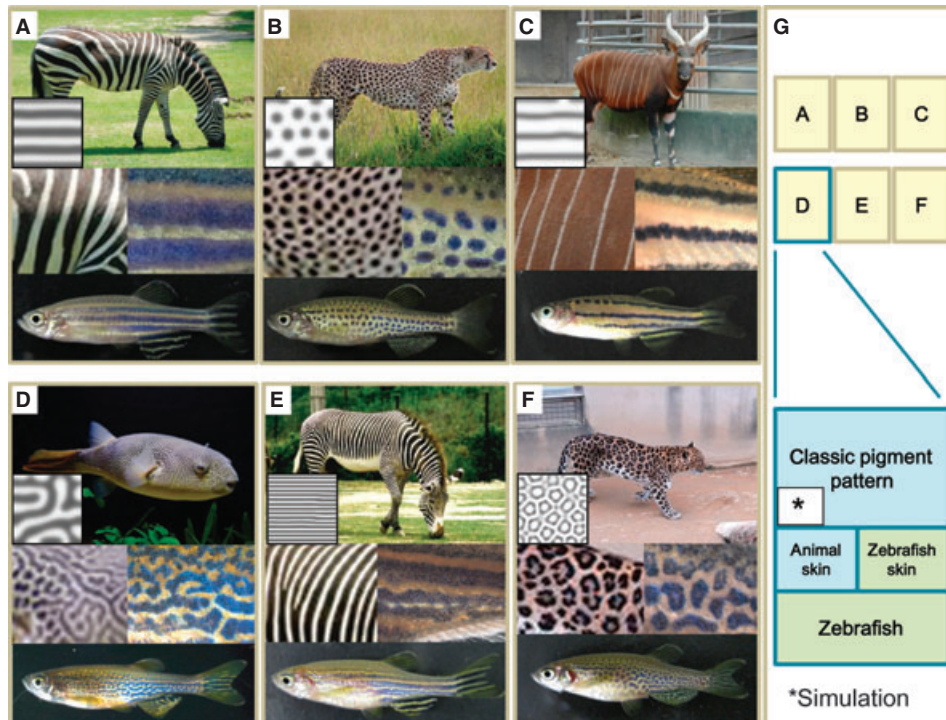 A
B
C
G
A B C
D E F
D
E
F
Classic pigment
pattern
*
Animal
skin
Zebrafish
skin
Zebrafish
*Simulation